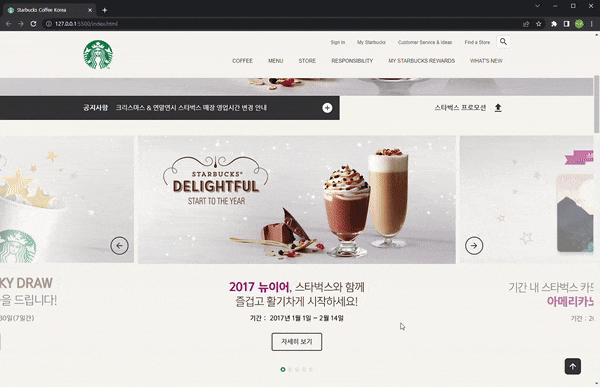 Starbucks Coffee Korea
127.0.0.1:5500/index.html
Sign In
My Starbucks
Customer Service & Ideas
Find a Store
COFFEE
MENU
STORE
RESPONSIBILITY
MY STARBUCKS REWARDS
WHAT'S NEW
공지사항
크리스마스 & 연말연시 스타벅스 매장 영업시간 변경 안내
스타벅스 프로모션
STARBUCKS®
DELIGHTFUL
START TO THE YEAR
KY DRAW
을 드립니다!
30일(7일간)
2017 뉴이어, 스타벅스와 함께
즐겁고 활기차게 시작하세요!
기간 : 2017년 1월 1일 ~ 2월 14일
자세히 보기
기간 내 스타벅스 카드
아메리카노
기간 : 20